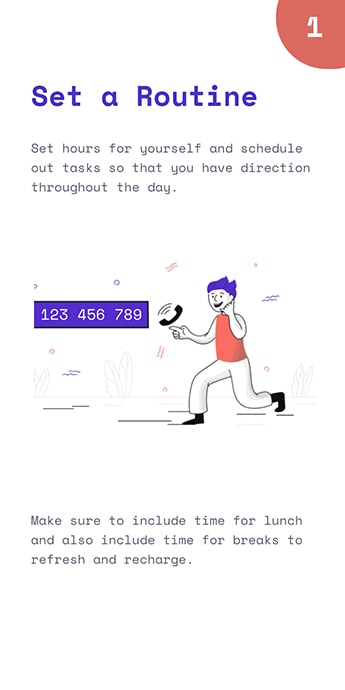 1
Set a Routine
Set hours for yourself and schedule
out tasks so that you have direction
throughout the day.
123 456 789
Make sure to include time for lunch
and also include time for breaks to
refresh and recharge.